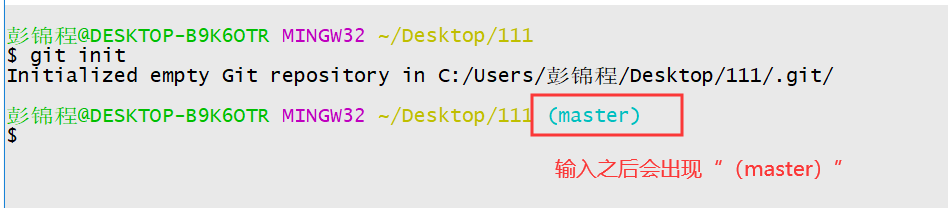 彭锦程@DESKTOP-B9K6OTR MINGW32 ~/Desktop/111
$ git init
Initialized empty Git repository in C:/Users/彭锦程/Desktop/111/.git/
彭锦程@DESKTOP-B9K6OTR MINGW32 ~/Desktop/111 (master)
$
输入之后会出现“（master）”